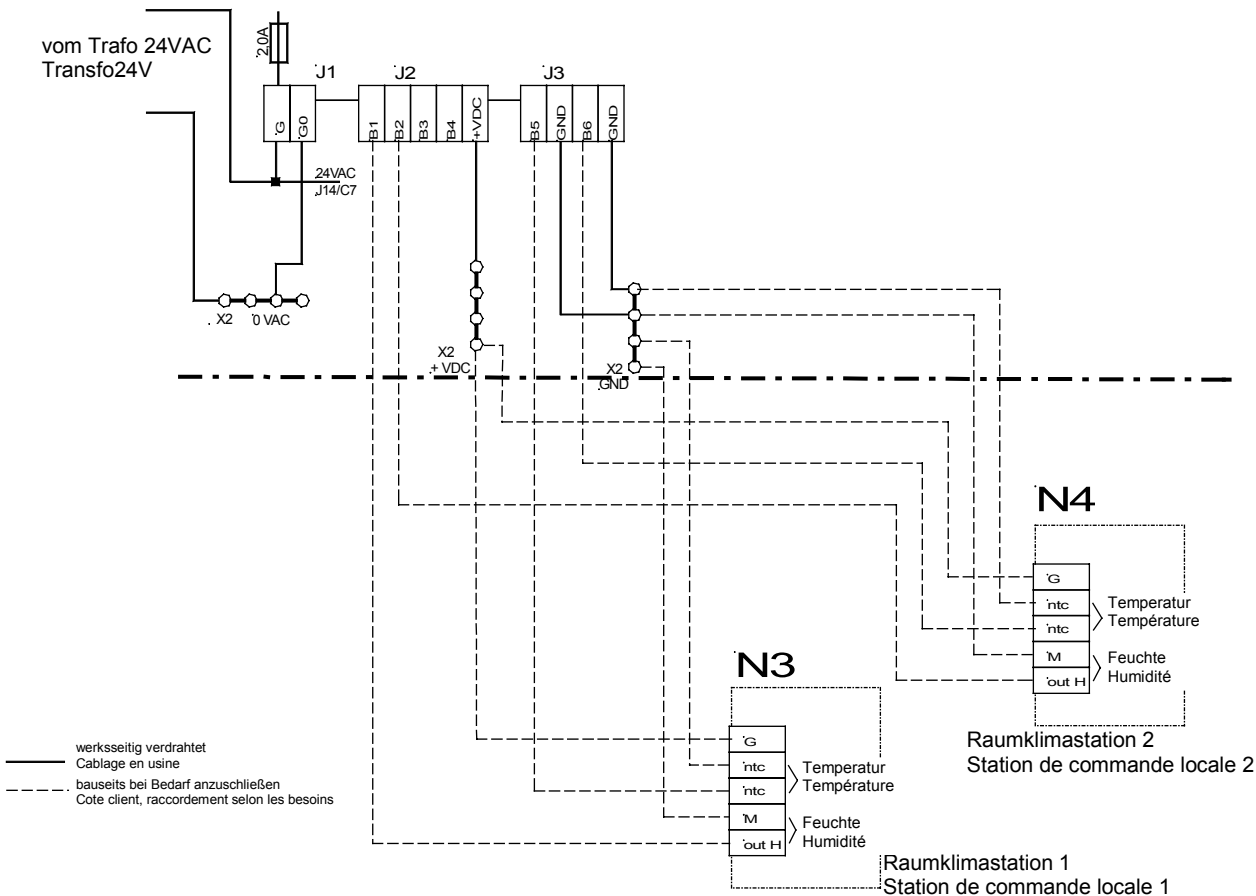 vom Trafo 24VAC
Transfo24V
2,0A
J1
J2
J3
G
G0
B1
B2
B3
B4
+VDC
B5
GND
B6
GND
24VAC
J14/C7
X2
0 VAC
X2
+ VDC
X2
GND
N4
G
ntc
ntc
M
out H
Temperatur
Température
Feuchte
Humidité
Raumklimastation 2
Station de commande locale 2
N3
G
ntc
ntc
M
out H
Temperatur
Température
Feuchte
Humidité
Raumklimastation 1
Station de commande locale 1
werksseitig verdrahtet
Cablage en usine
bauseits bei Bedarf anzuschließen
Cote client, raccordement selon les besoins